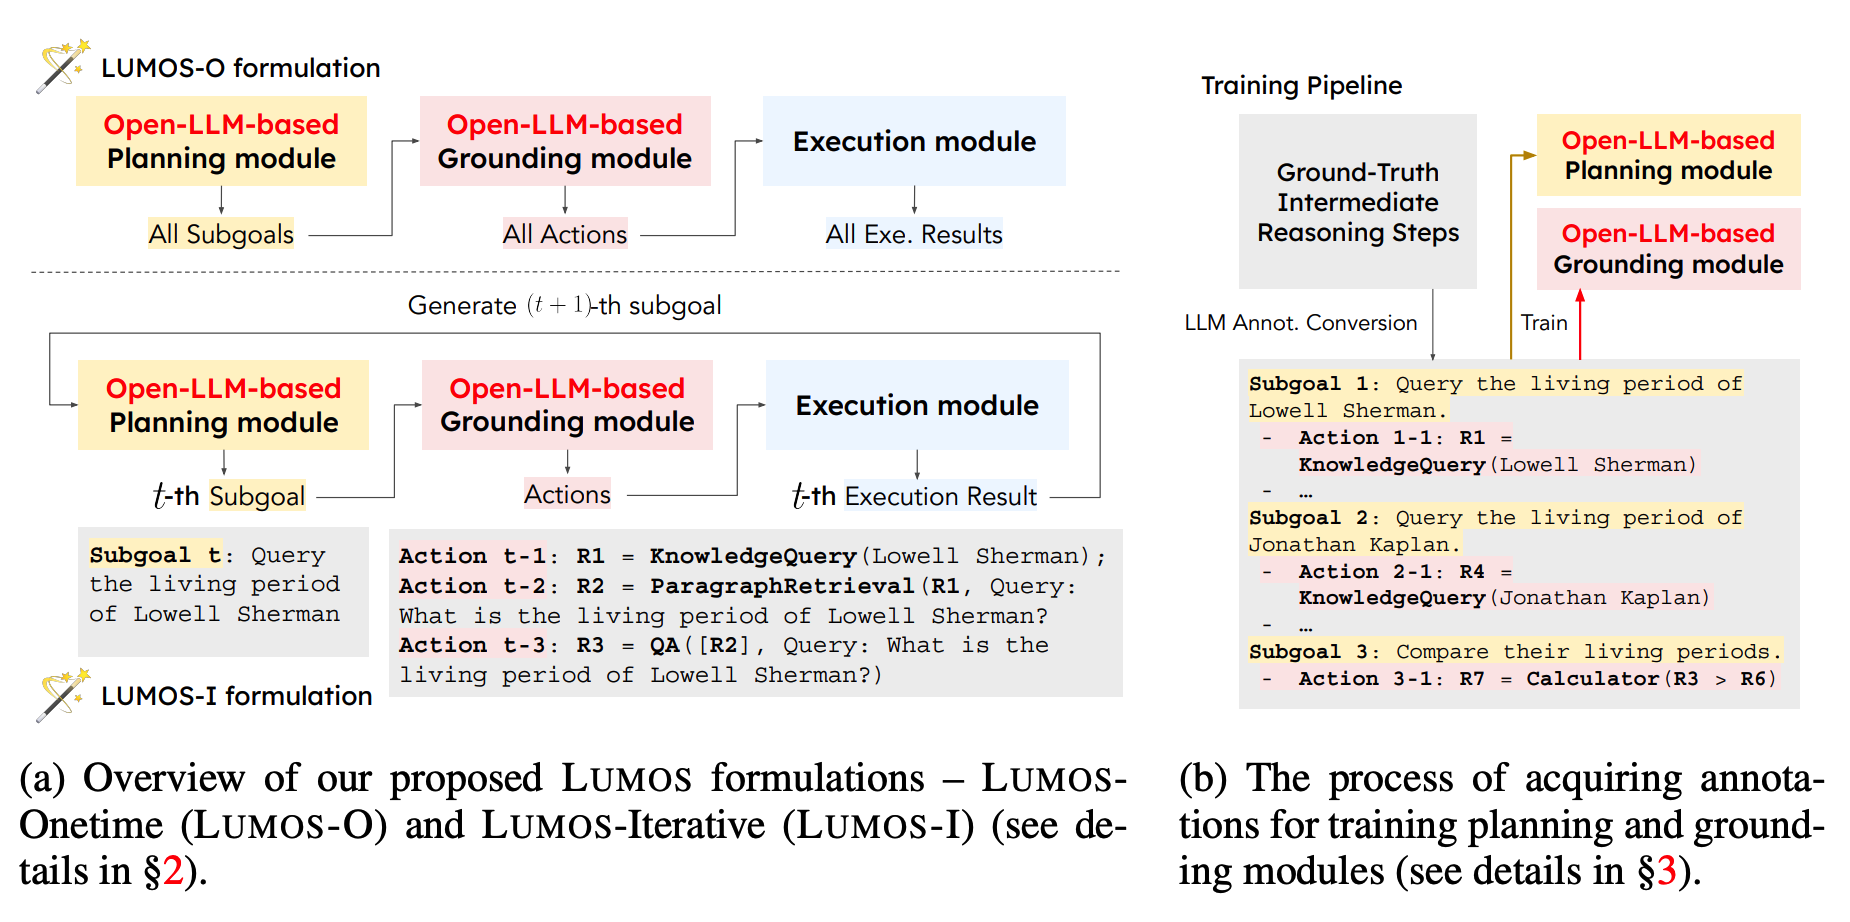 LUMOS-O formulation
Open-LLM-based
Planning module
Open-LLM-based
Grounding module
Execution module
All Subgoals
All Actions
All Exe. Results
Generate (t + 1)-th subgoal
Open-LLM-based
Planning module
Open-LLM-based
Grounding module
Execution module
t-th Subgoal
Actions
t-th Execution Result
Subgoal t: Query
the living period
of Lowell Sherman
Action t-1: R1 = KnowledgeQuery(Lowell Sherman);
Action t-2: R2 = ParagraphRetrieval(R1, Query:
What is the living period of Lowell Sherman?
Action t-3: R3 = QA([R2], Query: What is the
living period of Lowell Sherman?)
LUMOS-I formulation
(a) Overview of our proposed LUMOS formulations – LUMOS-
Onetime (LUMOS-O) and LUMOS-Iterative (LUMOS-I) (see de-
tails in §2).
Training Pipeline
Ground-Truth
Intermediate
Reasoning Steps
Open-LLM-based
Planning module
Open-LLM-based
Grounding module
LLM Annot. Conversion
Train
Subgoal 1: Query the living period of
Lowell Sherman.
- Action 1-1: R1 =
KnowledgeQuery(Lowell Sherman)
- …
Subgoal 2: Query the living period of
Jonathan Kaplan.
- Action 2-1: R4 =
KnowledgeQuery(Jonathan Kaplan)
- …
Subgoal 3: Compare their living periods.
- Action 3-1: R7 = Calculator(R3 > R6)
(b) The process of acquiring annota-
tions for training planning and ground-
ing modules (see details in §3).